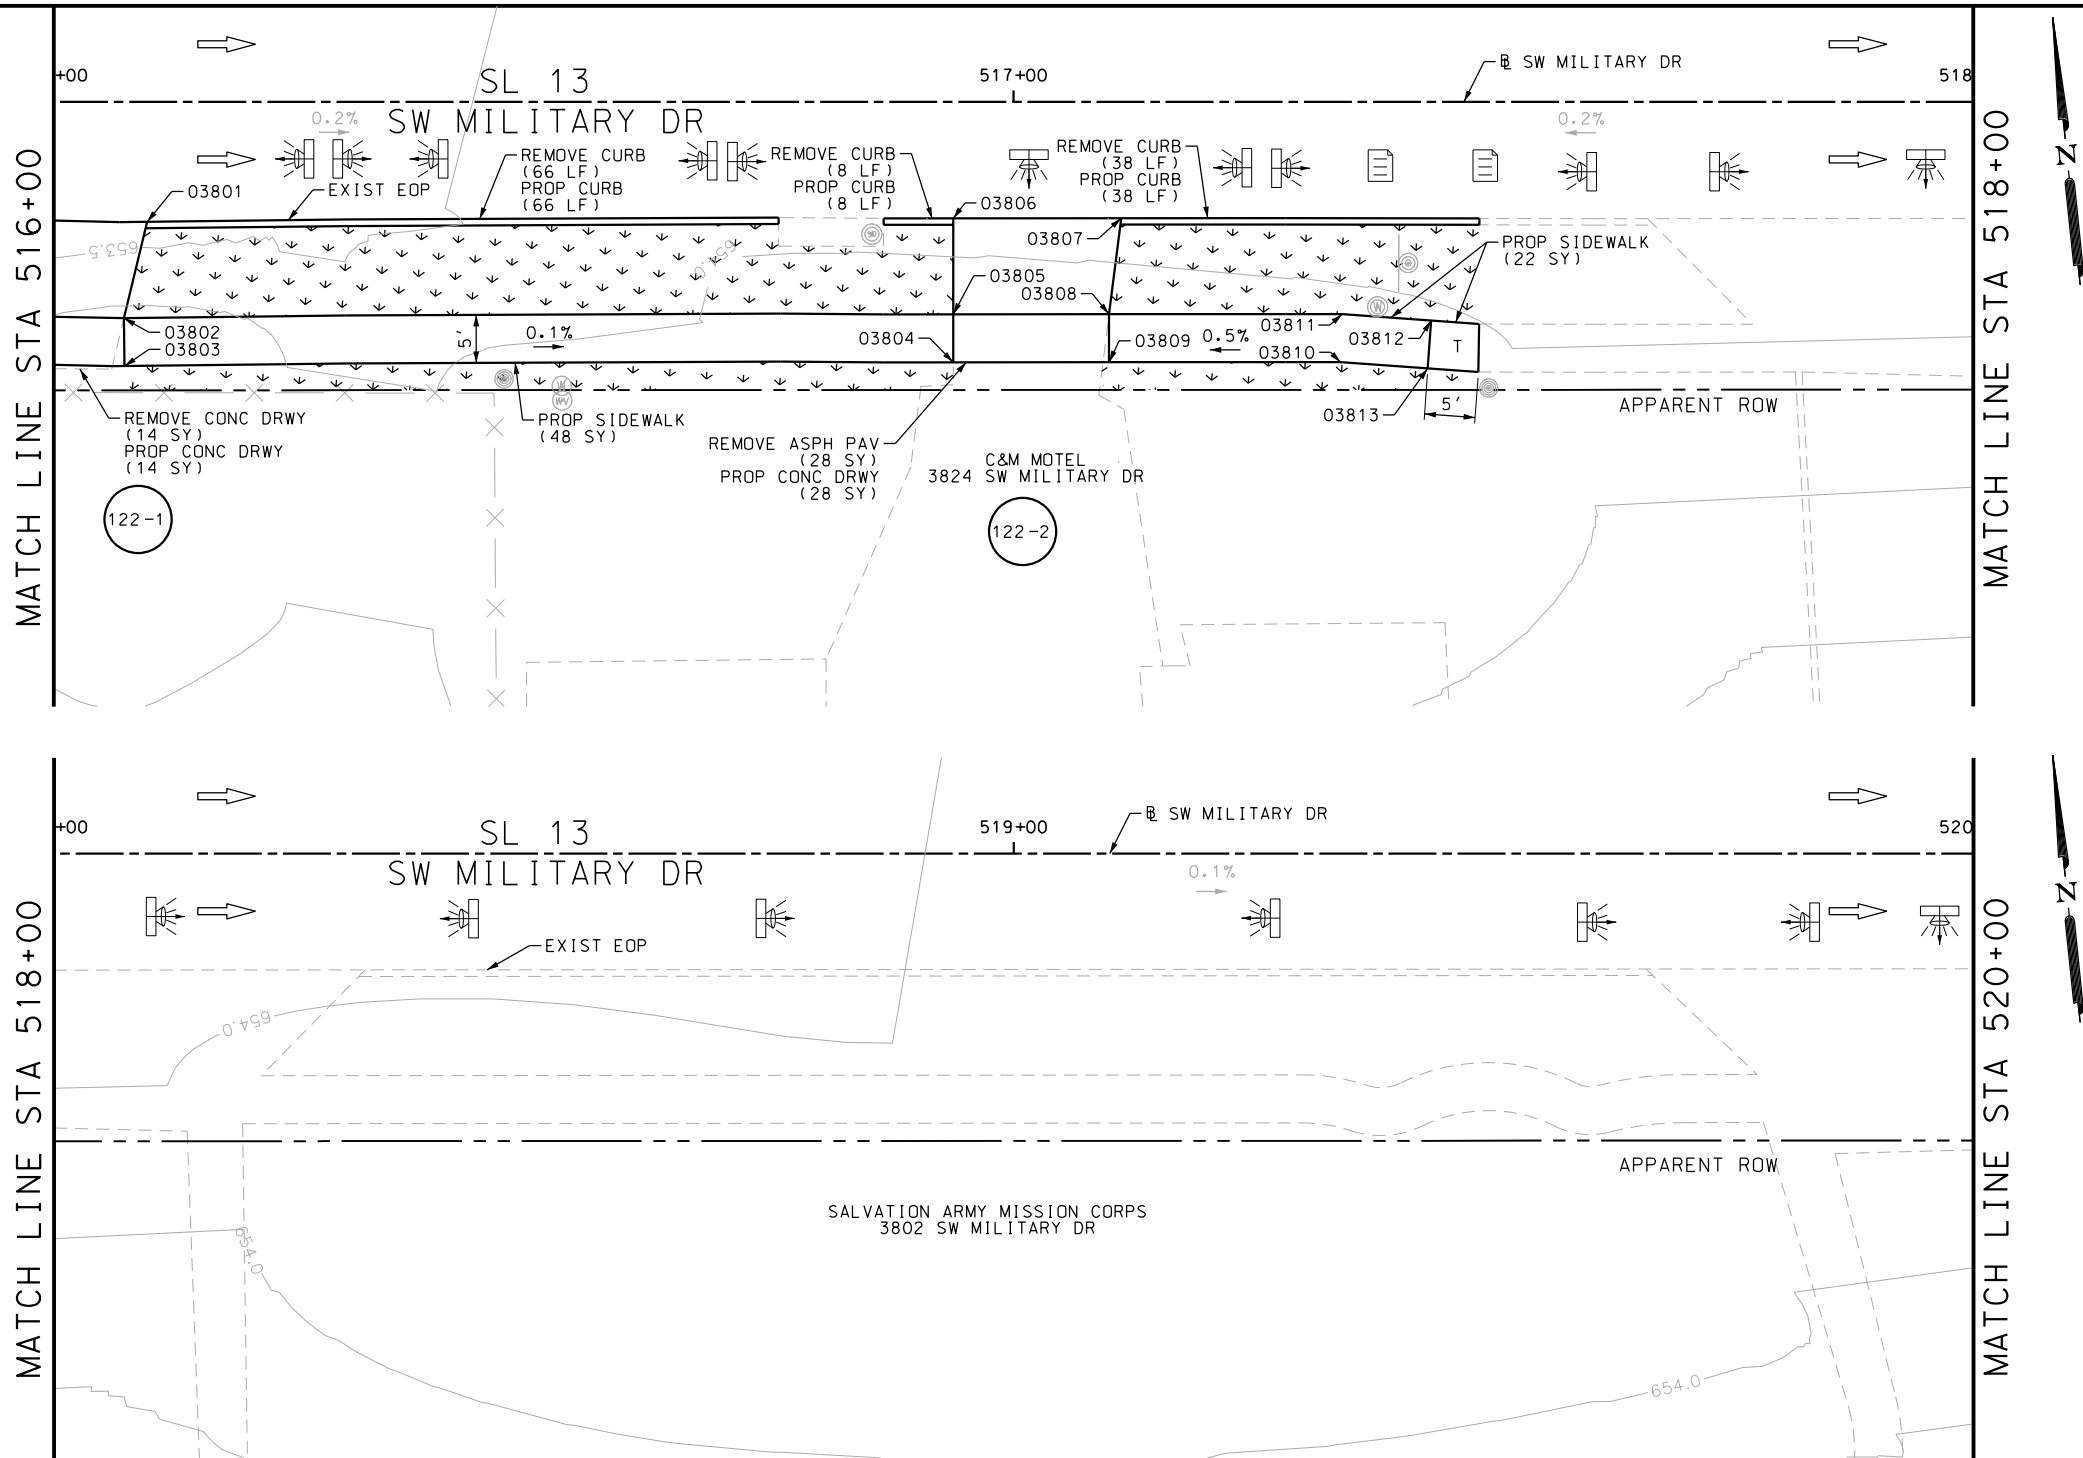 +00
SL 13
517+00
℄ SW MILITARY DR
518
SW MILITARY DR
0.2%
0.2%
REMOVE CURB
(66 LF)
PROP CURB
(66 LF)
REMOVE CURB
(8 LF)
PROP CURB
(8 LF)
REMOVE CURB
(38 LF)
PROP CURB
(38 LF)
03801
EXIST EOP
03806
03807
653.5
654.0
SD
PROP SIDEWALK
(22 SY)
03805
03808
W
03802
03803
5'
0.1%
03804
03809
0.5%
03811
03810
03812
T
REMOVE CONC DRWY
(14 SY)
PROP CONC DRWY
(14 SY)
W
WV
PROP SIDEWALK
(48 SY)
REMOVE ASPH PAV
(28 SY)
PROP CONC DRWY
(28 SY)
C&M MOTEL
3824 SW MILITARY DR
03813
5'
APPARENT ROW
122-1
122-2
MATCH LINE STA 516+00
MATCH LINE STA 518+00
N
+00
SL 13
519+00
℄ SW MILITARY DR
520
SW MILITARY DR
0.1%
EXIST EOP
654.0
APPARENT ROW
SALVATION ARMY MISSION CORPS
3802 SW MILITARY DR
654.0
654.0
MATCH LINE STA 518+00
MATCH LINE STA 520+00
N